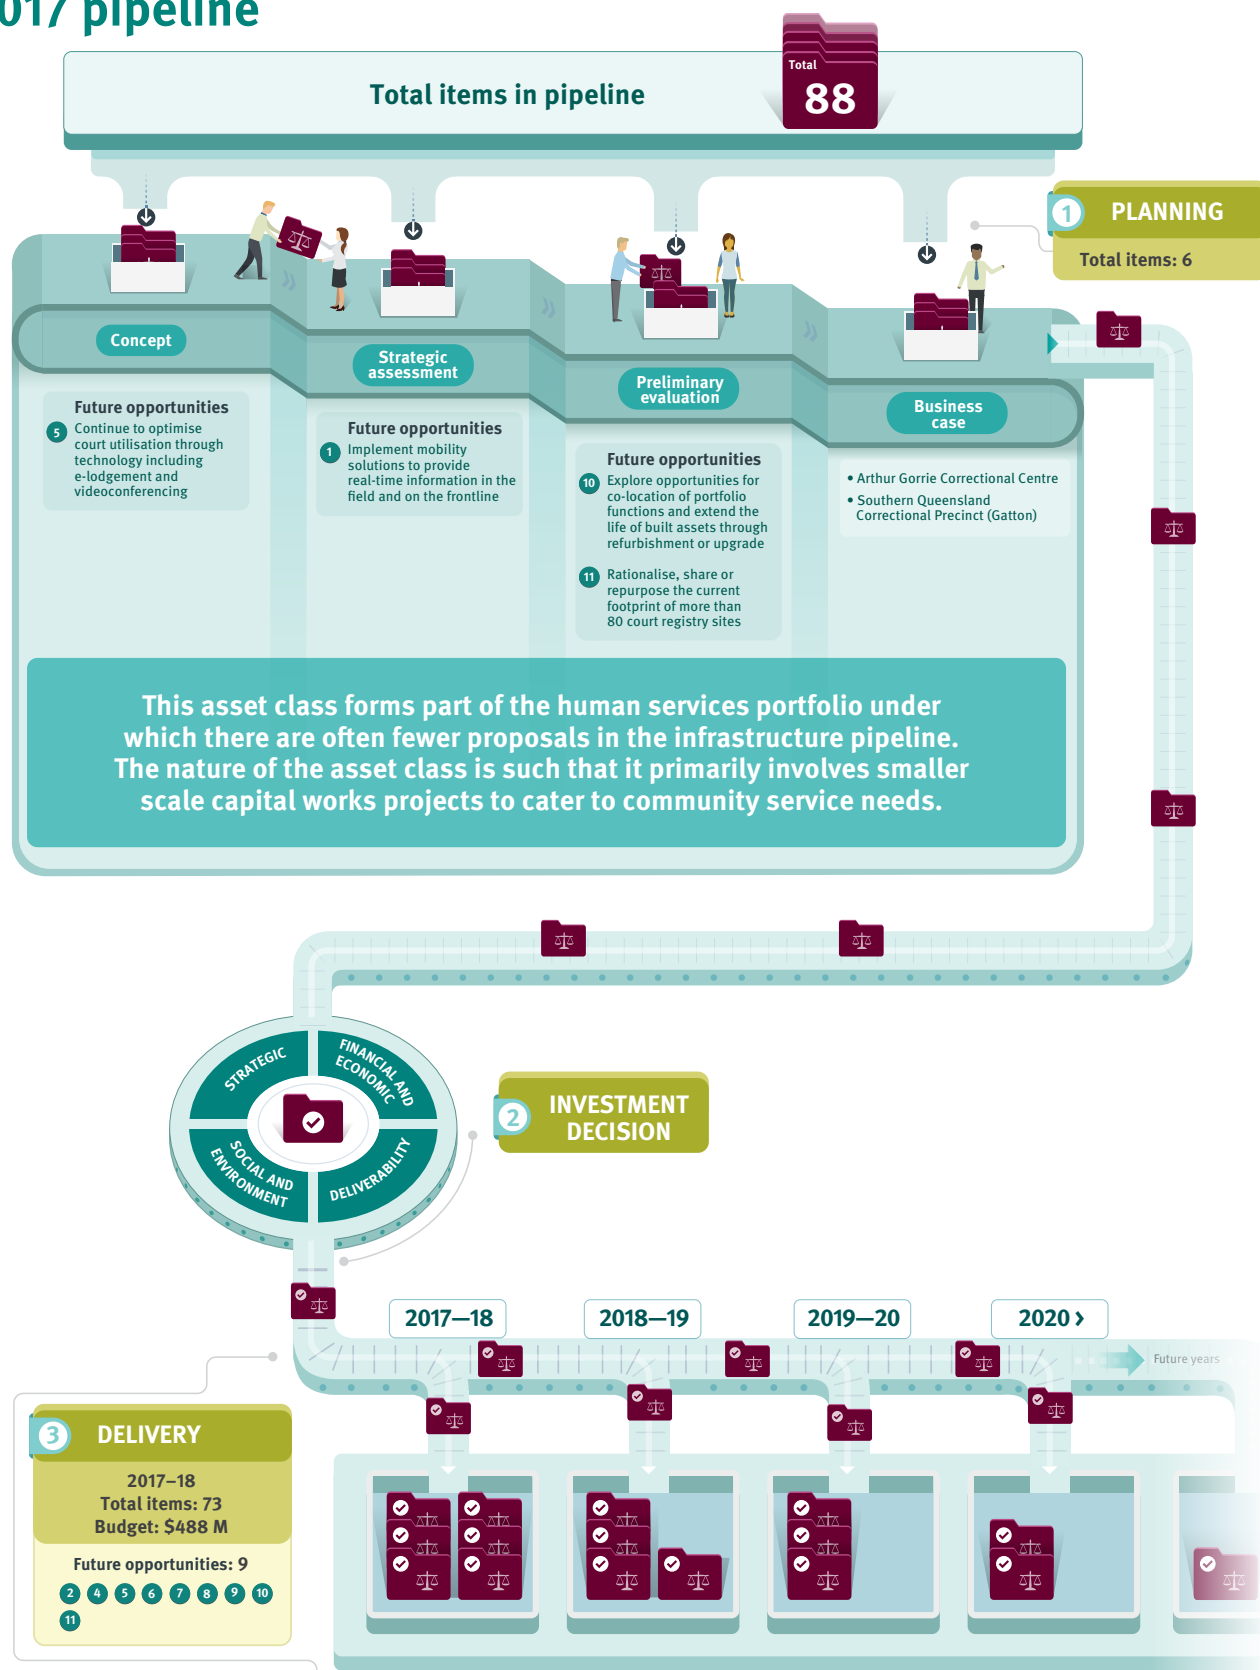 017 pipeline
Total items in pipeline
Total
88
1
PLANNING
Total items: 6
Concept
Strategic
assessment
Preliminary
evaluation
Business
case
Future opportunities
5
Continue to optimise
court utilisation through
technology including
e-lodgement and
videoconferencing
Future opportunities
1
Implement mobility
solutions to provide
real-time information in the
field and on the frontline
Future opportunities
10
Explore opportunities for
co-location of portfolio
functions and extend the
life of built assets through
refurbishment or upgrade
11
Rationalise, share or
repurpose the current
footprint of more than
80 court registry sites
• Arthur Gorrie Correctional Centre
• Southern Queensland
Correctional Precinct (Gatton)
This asset class forms part of the human services portfolio under
which there are often fewer proposals in the infrastructure pipeline.
The nature of the asset class is such that it primarily involves smaller
scale capital works projects to cater to community service needs.
STRATEGIC
FINANCIAL AND
ECONOMIC
SOCIAL AND
ENVIRONMENT
DELIVERABILITY
2
INVESTMENT
DECISION
2017—18
2018—19
2019—20
2020 ›
Future years
3
DELIVERY
2017–18
Total items: 73
Budget: $488 M
Future opportunities: 9
2 4 5 6 7 8 9 10
11